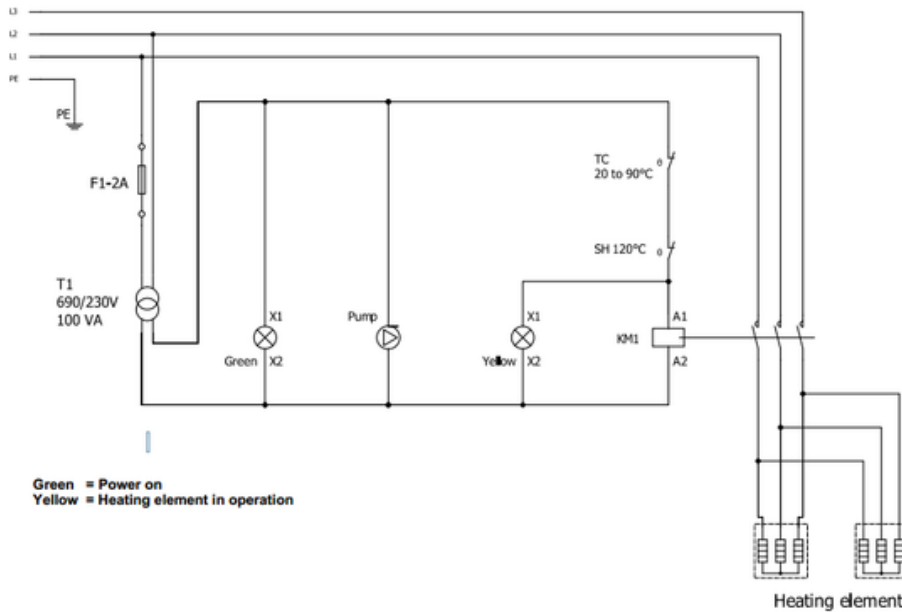 L3
L2
L1
PE
PE
F1-2A
TC
20 to 90°C
SH 120°C
T1
690/230V
100 VA
X1
Pump
X1
A1
KM1
Green
X2
Yellow
X2
A2
Green = Power on
Yellow = Heating element in operation
Heating element